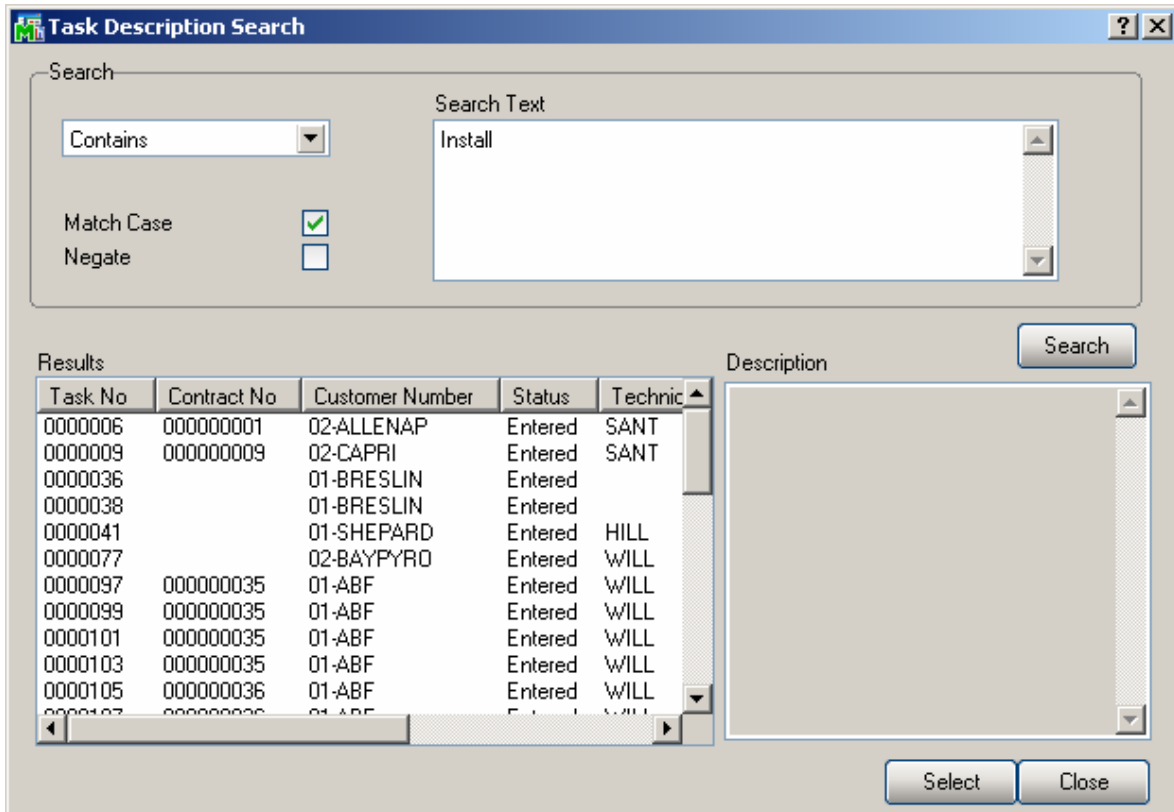 Task Description Search
Search
Search Text
Contains
Install
Match Case
Negate
Search
Results
Description
Task No Contract No Customer Number Status Technic
0000006 000000001 02-ALLENAP Entered SANT
0000009 000000009 02-CAPRI Entered SANT
0000036 01-BRESLIN Entered
0000038 01-BRESLIN Entered
0000041 01-SHEPARD Entered HILL
0000077 02-BAYPYRO Entered WILL
0000097 000000035 01-ABF Entered WILL
0000099 000000035 01-ABF Entered WILL
0000101 000000035 01-ABF Entered WILL
0000103 000000035 01-ABF Entered WILL
0000105 000000036 01-ABF Entered WILL
Select Close